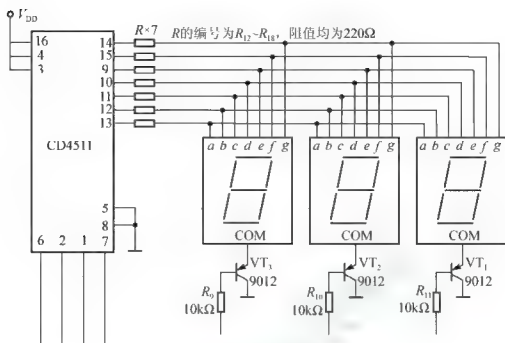 V_DD
R×7 R的编号为R₁₂~R₁₈，阻值均为220Ω
16
4
3
14
15
9
10
11
12
13
CD4511
5
8
6 2 1 7
a b c d e f g
a b c d e f g
a b c d e f g
COM
COM
COM
VT₃
9012
VT₂
9012
VT₁
9012
R₉
10kΩ
R₁₀
10kΩ
R₁₁
10kΩ